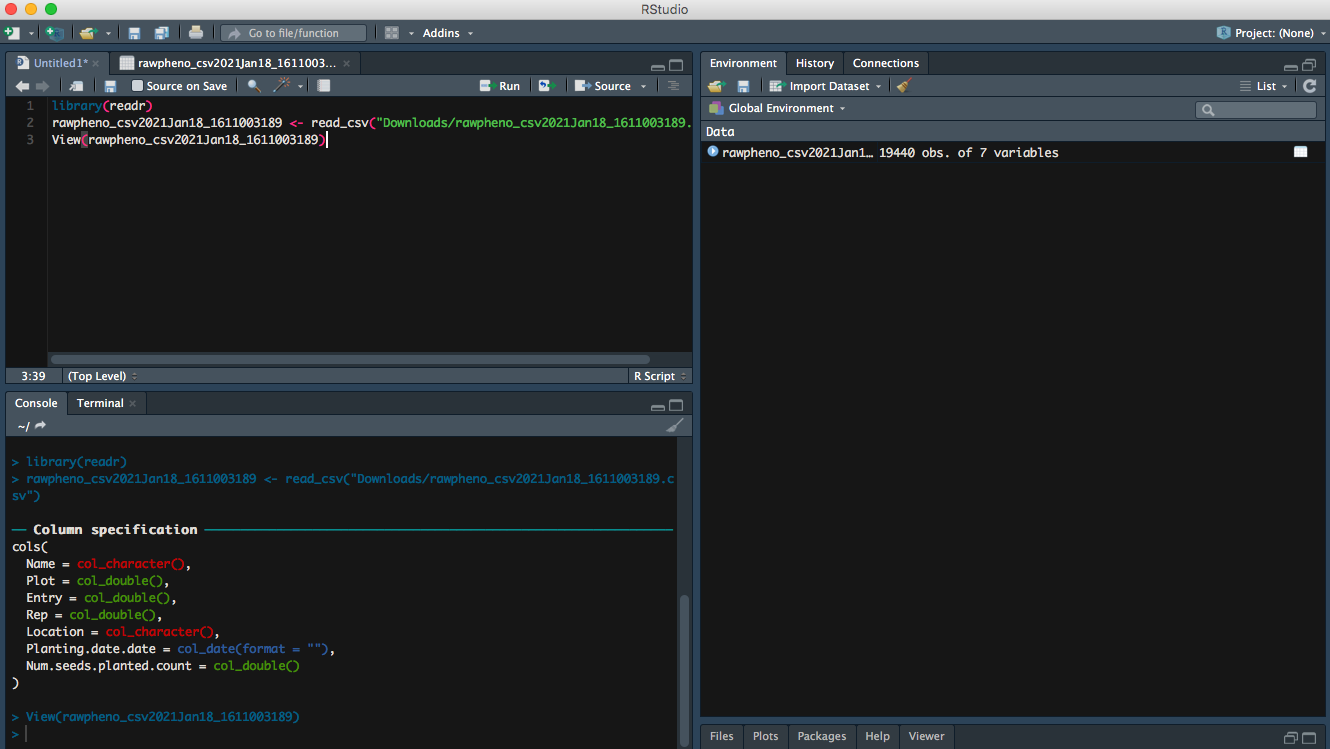 RStudio
Go to file/function
Addins
Project: (None)
Untitled1*
rawpheno_csv2021Jan18_1611003...
Source on Save
Run
Source
1 library(readr)
2 rawpheno_csv2021Jan18_1611003189 <- read_csv("Downloads/rawpheno_csv2021Jan18_1611003189.
3 View(rawpheno_csv2021Jan18_1611003189)
3:39
(Top Level)
R Script
Console
Terminal
~/
> library(readr)
> rawpheno_csv2021Jan18_1611003189 <- read_csv("Downloads/rawpheno_csv2021Jan18_1611003189.c
sv")
Column specification
cols(
Name = col_character(),
Plot = col_double(),
Entry = col_double(),
Rep = col_double(),
Location = col_character(),
Planting.date.date = col_date(format = ""),
Num.seeds.planted.count = col_double()
)
> View(rawpheno_csv2021Jan18_1611003189)
>
Environment
History
Connections
Import Dataset
List
Global Environment
Data
rawpheno_csv2021Jan1… 19440 obs. of 7 variables
Files
Plots
Packages
Help
Viewer